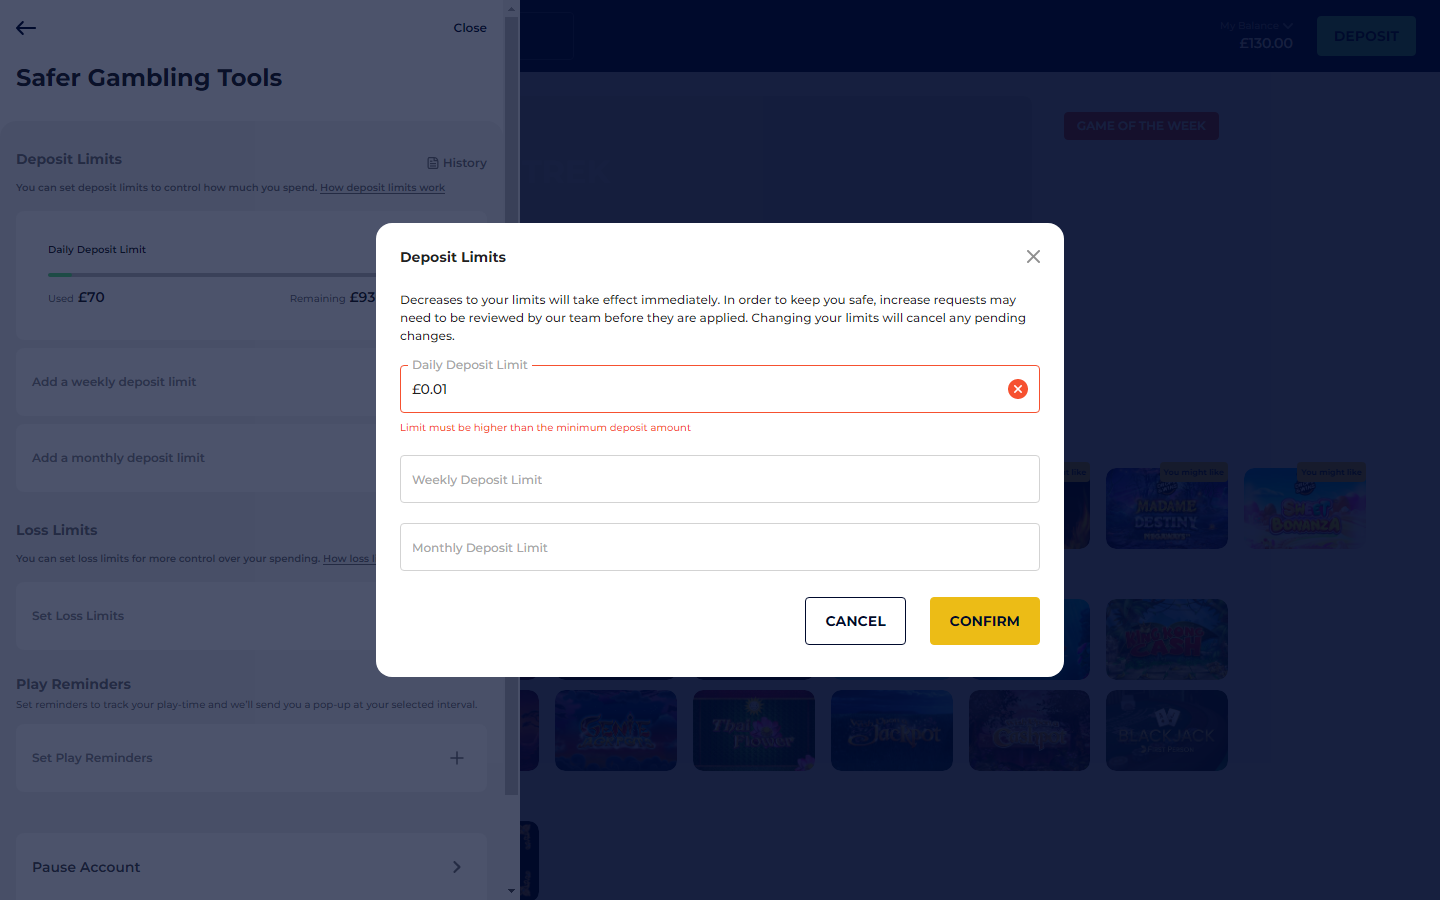 Close
Safer Gambling Tools
Deposit Limits
History
You can set deposit limits to control how much you spend. How deposit limits work
Daily Deposit Limit
Used £70
Remaining £93
Add a weekly deposit limit
Add a monthly deposit limit
Loss Limits
You can set loss limits for more control over your spending. How loss l
Set Loss Limits
Play Reminders
Set reminders to track your play-time and we'll send you a pop-up at your selected interval.
Set Play Reminders
Pause Account
My Balance
£130.00
DEPOSIT
GAME OF THE WEEK
Deposit Limits
Decreases to your limits will take effect immediately. In order to keep you safe, increase requests may
need to be reviewed by our team before they are applied. Changing your limits will cancel any pending
changes.
Daily Deposit Limit
£0.01
Limit must be higher than the minimum deposit amount
Weekly Deposit Limit
Monthly Deposit Limit
CANCEL
CONFIRM
like
You might like
You might like
MADAME
DESTINY
MEGAWAYS
SWEET
BONANZA
Thai
Flower
Jackpot
BLACKJACK